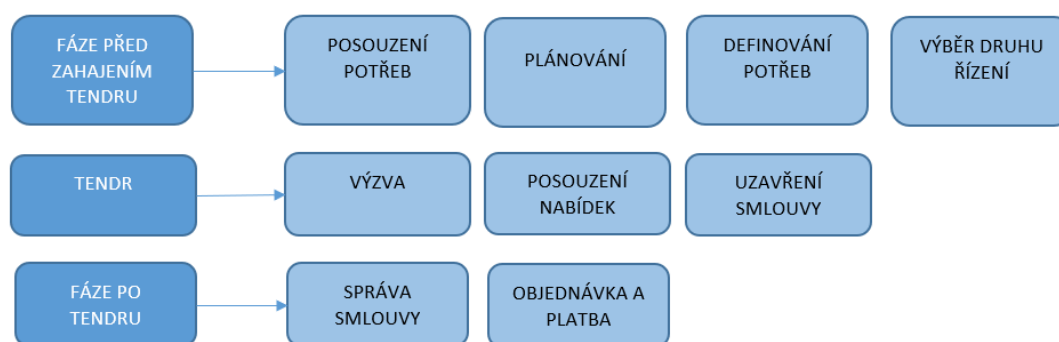 FÁZE PŘED
ZAHAJENÍM
TENDRU
POSOUZENÍ
POTŘEB
PLÁNOVÁNÍ
DEFINOVÁNÍ
POTŘEB
VÝBĚR DRUHU
ŘÍZENÍ
TENDR
VÝZVA
POSOUZENÍ
NABÍDEK
UZAVŘENÍ
SMLOUVY
FÁZE PO
TENDRU
SPRÁVA
SMLOUVY
OBJEDNÁVKA A
PLATBA